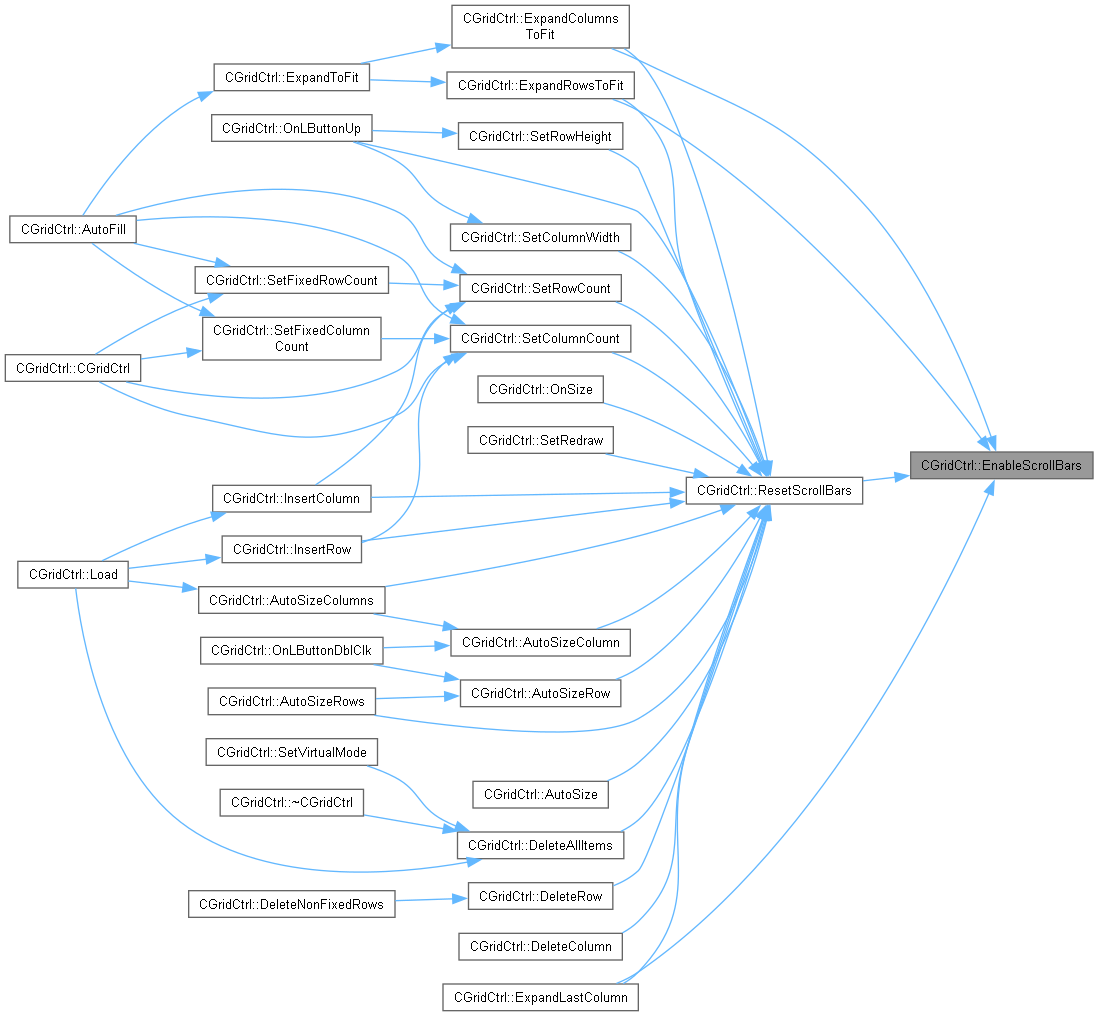 CGridCtrl::ExpandColumns
ToFit
CGridCtrl::ExpandToFit
CGridCtrl::ExpandRowsToFit
CGridCtrl::OnLButtonUp
CGridCtrl::SetRowHeight
CGridCtrl::AutoFill
CGridCtrl::SetColumnWidth
CGridCtrl::SetFixedRowCount
CGridCtrl::SetRowCount
CGridCtrl::SetFixedColumn
Count
CGridCtrl::SetColumnCount
CGridCtrl::CGridCtrl
CGridCtrl::OnSize
CGridCtrl::SetRedraw
CGridCtrl::EnableScrollBars
CGridCtrl::ResetScrollBars
CGridCtrl::InsertColumn
CGridCtrl::InsertRow
CGridCtrl::Load
CGridCtrl::AutoSizeColumns
CGridCtrl::AutoSizeColumn
CGridCtrl::OnLButtonDblClk
CGridCtrl::AutoSizeRow
CGridCtrl::AutoSizeRows
CGridCtrl::SetVirtualMode
CGridCtrl::AutoSize
CGridCtrl::~CGridCtrl
CGridCtrl::DeleteAllItems
CGridCtrl::DeleteRow
CGridCtrl::DeleteNonFixedRows
CGridCtrl::DeleteColumn
CGridCtrl::ExpandLastColumn